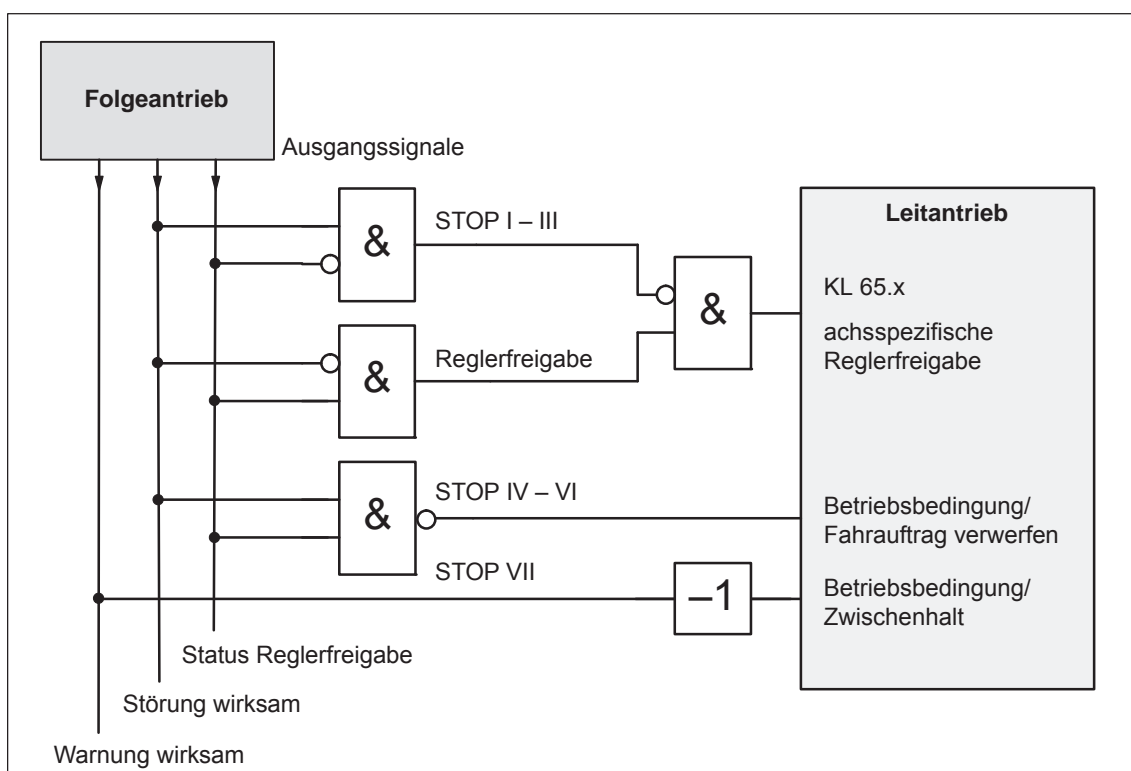 Folgeantrieb
Ausgangssignale
&
STOP I – III
Leitantrieb
&
KL 65.x
achsspezifische
Reglerfreigabe
&
Reglerfreigabe
&
STOP IV – VI
Betriebsbedingung/
Fahrauftrag verwerfen
STOP VII
–1
Betriebsbedingung/
Zwischenhalt
Status Reglerfreigabe
Störung wirksam
Warnung wirksam